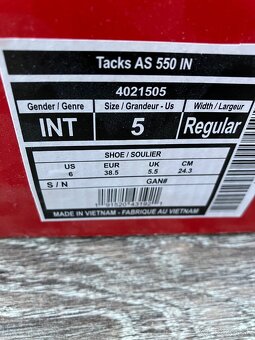 Tacks AS 550 IN
4021505
Gender / Genre
Size / Grandeur - Us
Width / Largeur
INT
5
Regular
SHOE / SOULIER
US EUR UK CM
6 38.5 5.5 24.3
S / N GAN#
MADE IN VIETNAM - FABRIQUE AU VIETNAM